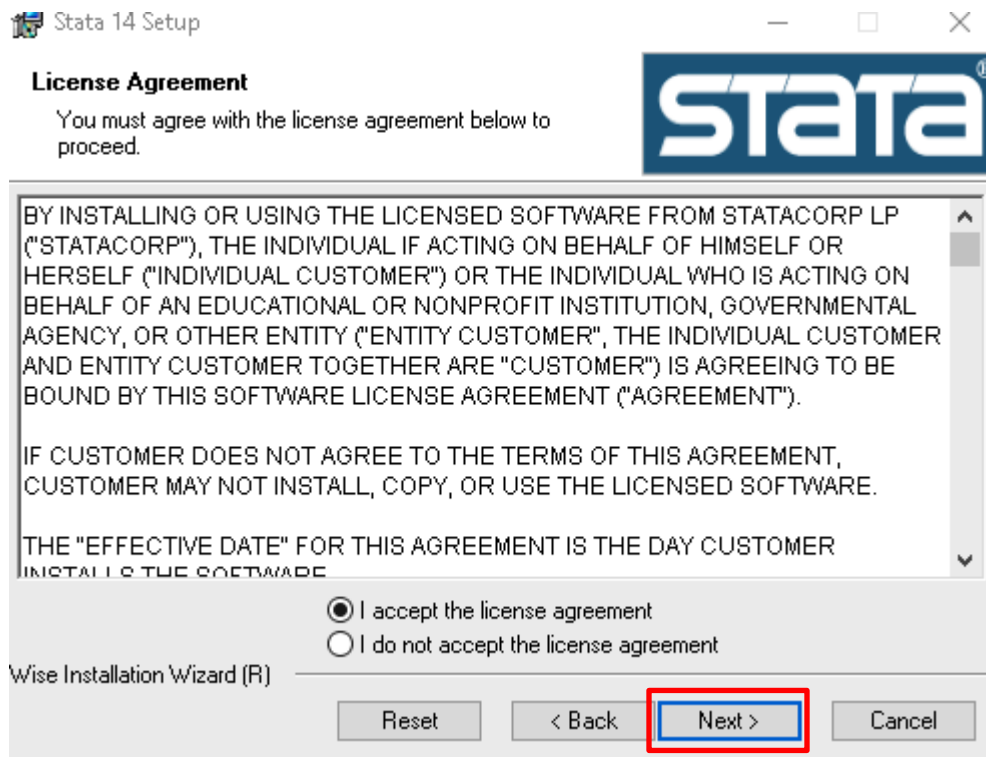 Stata 14 Setup
License Agreement
You must agree with the license agreement below to
proceed.
STATA®
BY INSTALLING OR USING THE LICENSED SOFTWARE FROM STATACORP LP
("STATACORP"), THE INDIVIDUAL IF ACTING ON BEHALF OF HIMSELF OR
HERSELF ("INDIVIDUAL CUSTOMER") OR THE INDIVIDUAL WHO IS ACTING ON
BEHALF OF AN EDUCATIONAL OR NONPROFIT INSTITUTION, GOVERNMENTAL
AGENCY, OR OTHER ENTITY ("ENTITY CUSTOMER", THE INDIVIDUAL CUSTOMER
AND ENTITY CUSTOMER TOGETHER ARE "CUSTOMER") IS AGREEING TO BE
BOUND BY THIS SOFTWARE LICENSE AGREEMENT ("AGREEMENT").
IF CUSTOMER DOES NOT AGREE TO THE TERMS OF THIS AGREEMENT,
CUSTOMER MAY NOT INSTALL, COPY, OR USE THE LICENSED SOFTWARE.
THE "EFFECTIVE DATE" FOR THIS AGREEMENT IS THE DAY CUSTOMER
INSTALLS THE SOFTWARE
I accept the license agreement
I do not accept the license agreement
Wise Installation Wizard (R)
Reset
< Back
Next >
Cancel